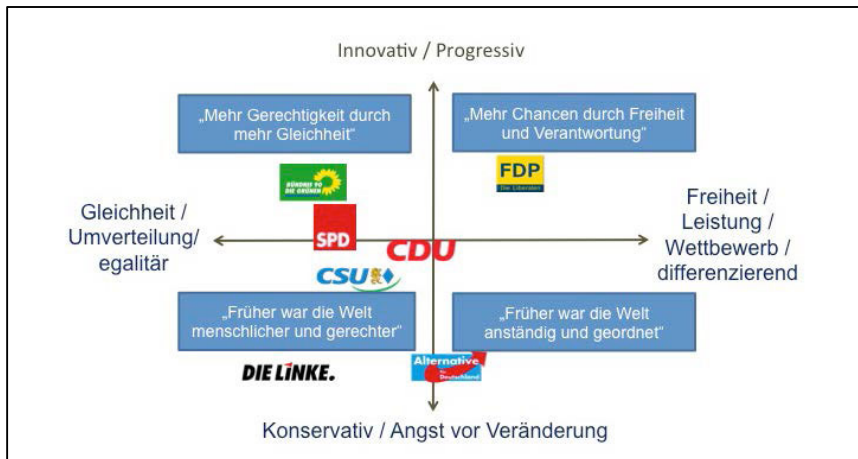 Innovativ / Progressiv
„Mehr Gerechtigkeit durch
mehr Gleichheit“
„Mehr Chancen durch Freiheit
und Verantwortung“
BÜNDNIS 90
DIE GRÜNEN
FDP
Die Liberalen
Gleichheit /
Umverteilung/
egalitär
SPD
CDU
CSU
Freiheit /
Leistung /
Wettbewerb /
differenzierend
„Früher war die Welt
menschlicher und gerechter“
„Früher war die Welt
anständig und geordnet“
DIE LINKE.
Alternative
für
Deutschland
Konservativ / Angst vor Veränderung